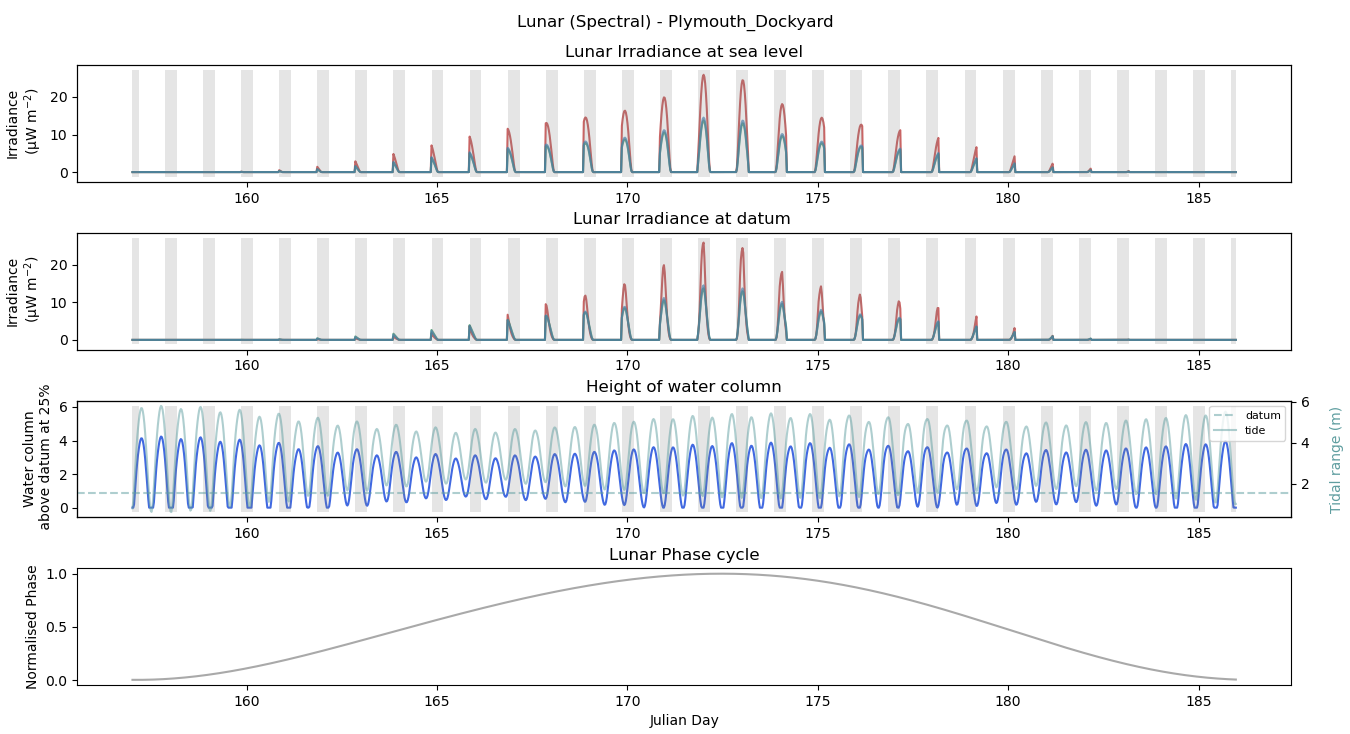 Lunar (Spectral) - Plymouth_Dockyard
Lunar Irradiance at sea level
Irradiance
(µW m⁻²)
20
10
0
160
165
170
175
180
185
Lunar Irradiance at datum
Irradiance
(µW m⁻²)
20
10
0
160
165
170
175
180
185
Height of water column
Water column
above datum at 25%
6
4
2
0
datum
tide
6
4
2
Tidal range (m)
160
165
170
175
180
185
Lunar Phase cycle
Normalised Phase
1.0
0.5
0.0
160
165
170
175
180
185
Julian Day